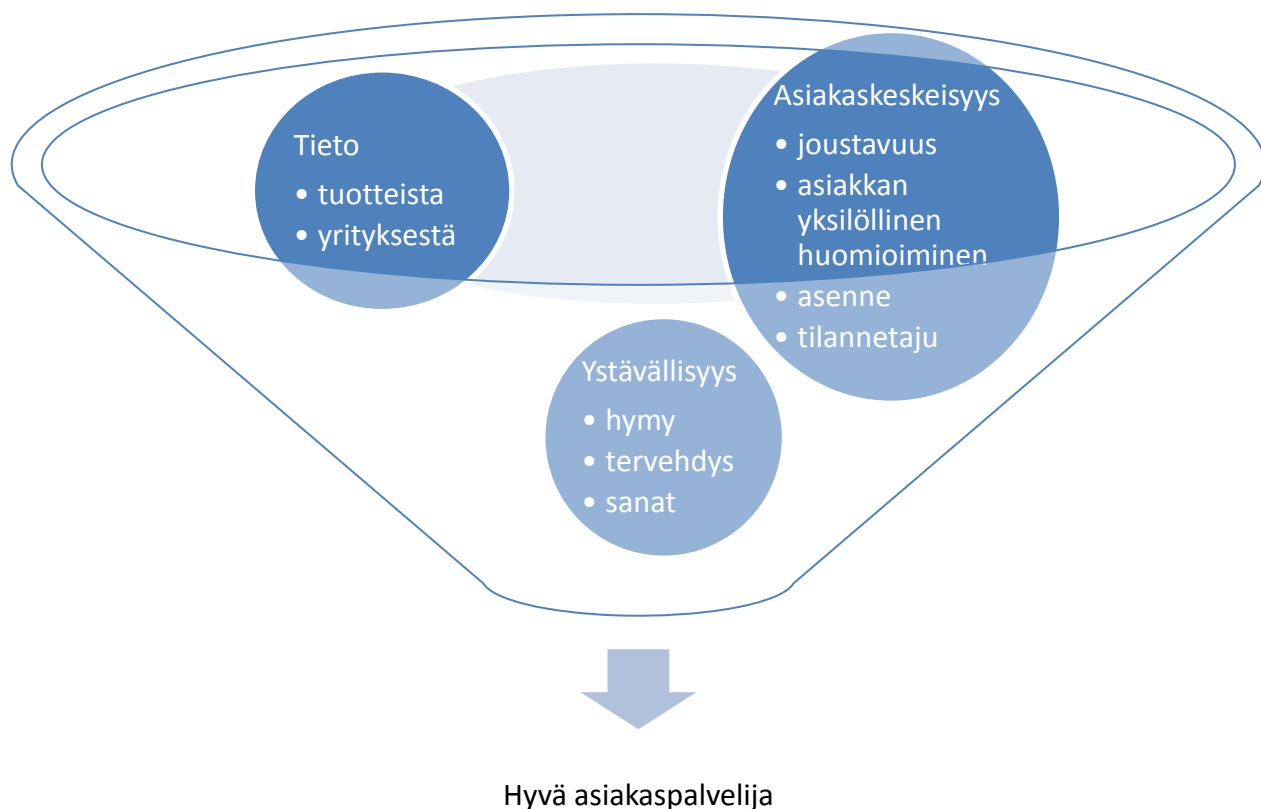 Tieto
• tuotteista
• yrityksestä
Asiakaskeskeisyys
• joustavuus
• asiakkan
yksilöllinen
huomioiminen
• asenne
• tilannetaju
Ystävällisyys
• hymy
• tervehdys
• sanat
Hyvä asiakaspalvelija